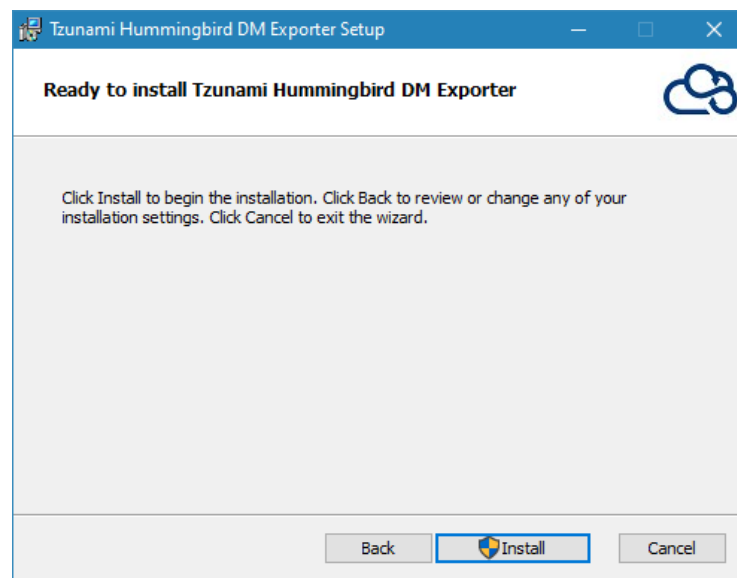 Tzunami Hummingbird DM Exporter Setup
Ready to install Tzunami Hummingbird DM Exporter
Click Install to begin the installation. Click Back to review or change any of your
installation settings. Click Cancel to exit the wizard.
Back
Install
Cancel